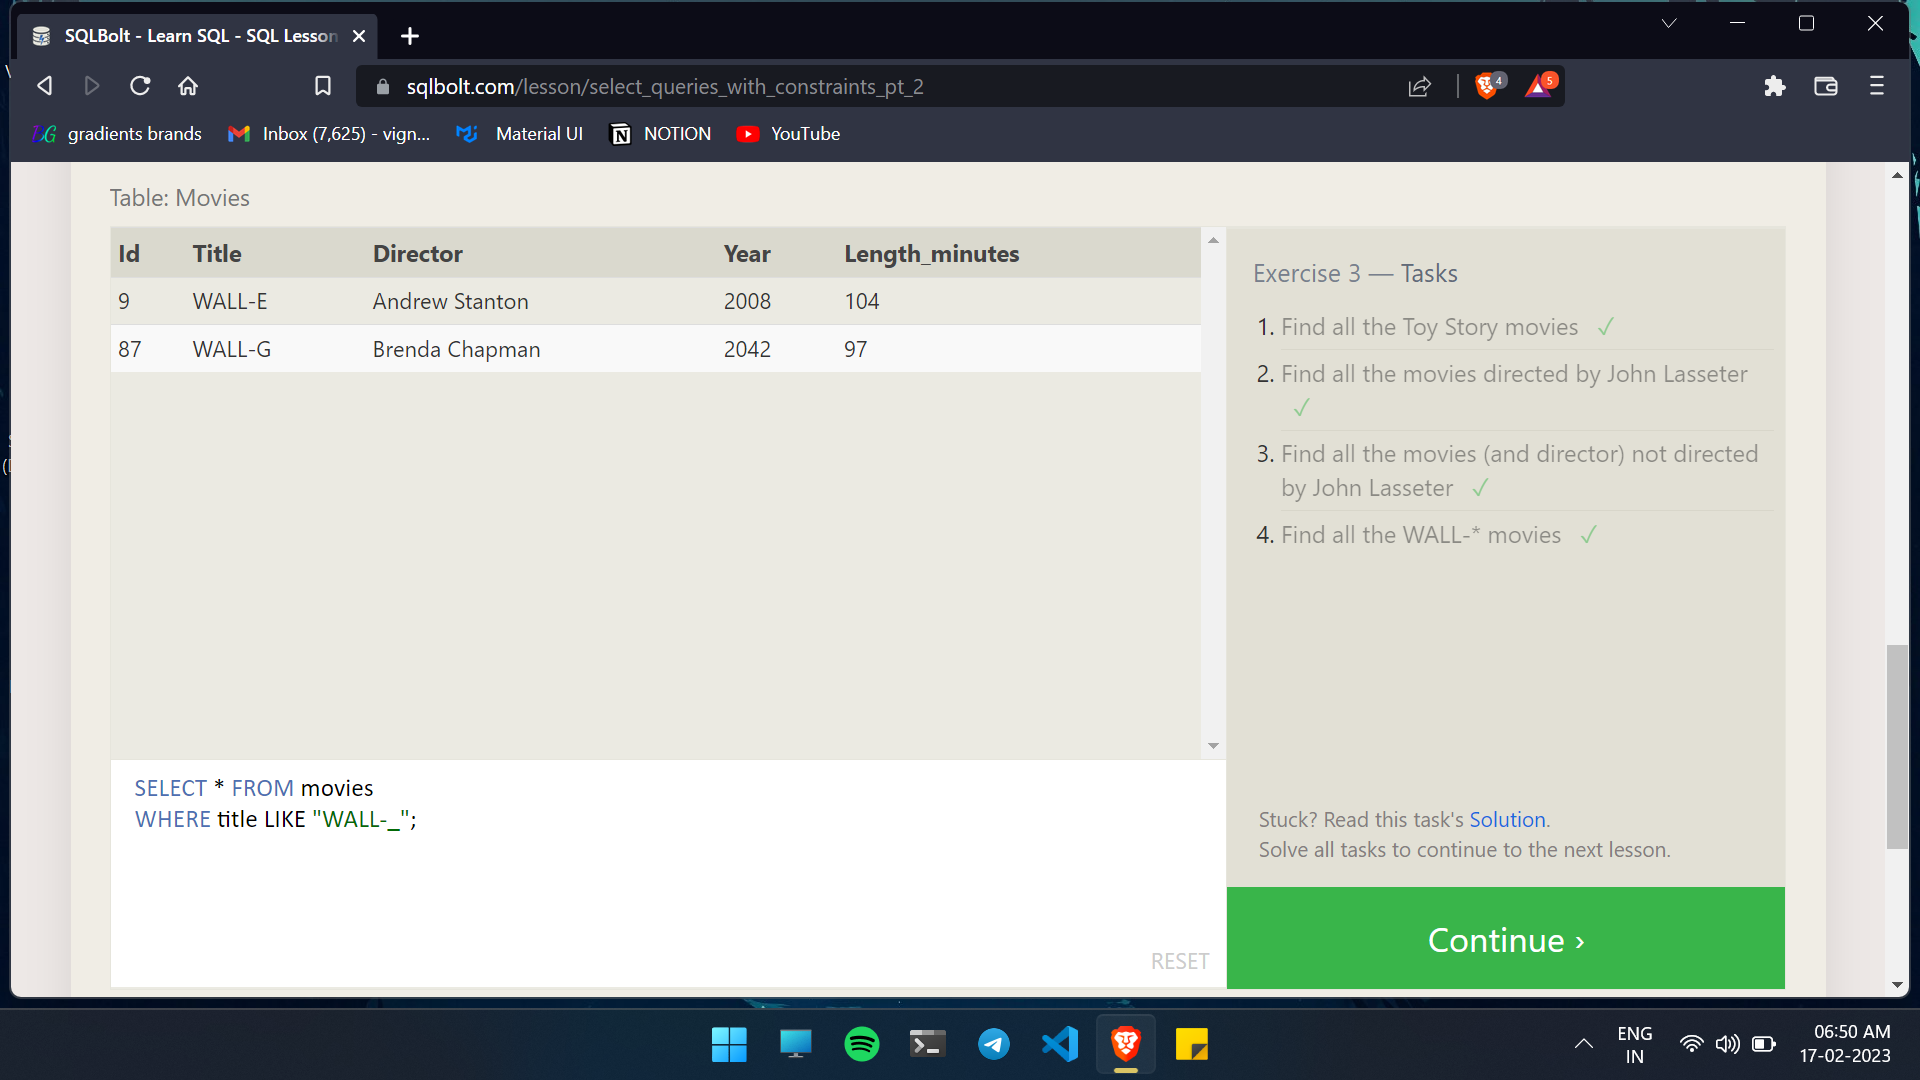 SQLBolt - Learn SQL - SQL Lesson
sqlbolt.com/lesson/select_queries_with_constraints_pt_2
4
5
BG gradients brands
Inbox (7,625) - vign...
Material UI
NOTION
YouTube
Table: Movies
Id Title Director Year Length_minutes
9 WALL-E Andrew Stanton 2008 104
87 WALL-G Brenda Chapman 2042 97
SELECT * FROM movies
WHERE title LIKE "WALL-_";
RESET
Exercise 3 — Tasks
1. Find all the Toy Story movies ✓
2. Find all the movies directed by John Lasseter
✓
3. Find all the movies (and director) not directed
by John Lasseter ✓
4. Find all the WALL-* movies ✓
Stuck? Read this task's Solution.
Solve all tasks to continue to the next lesson.
Continue ›
ENG
IN
06:50 AM
17-02-2023